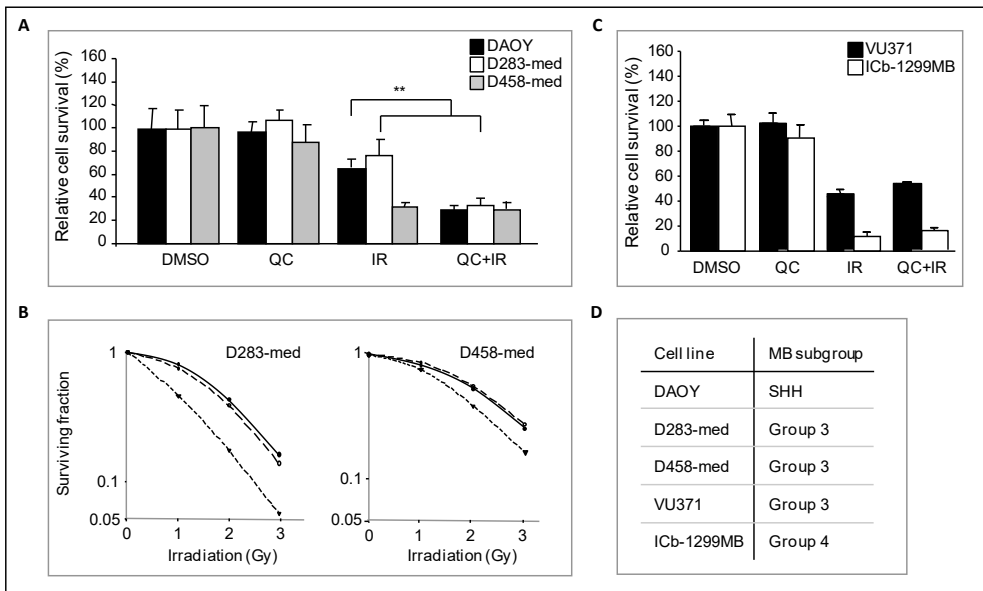 A
DAOY
D283-med
D458-med
Relative cell survival (%)
160
140
120
100
80
60
40
20
0
**
DMSO QC IR QC+IR
C
VU371
ICb-1299MB
Relative cell survival (%)
160
140
120
100
80
60
40
20
0
DMSO QC IR QC+IR
B
D283-med
Surviving fraction
1
0.1
0.05
0 1 2 3
Irradiation (Gy)
D458-med
1
0.1
0.05
0 1 2 3
Irradiation (Gy)
D
Cell line MB subgroup
DAOY SHH
D283-med Group 3
D458-med Group 3
VU371 Group 3
ICb-1299MB Group 4